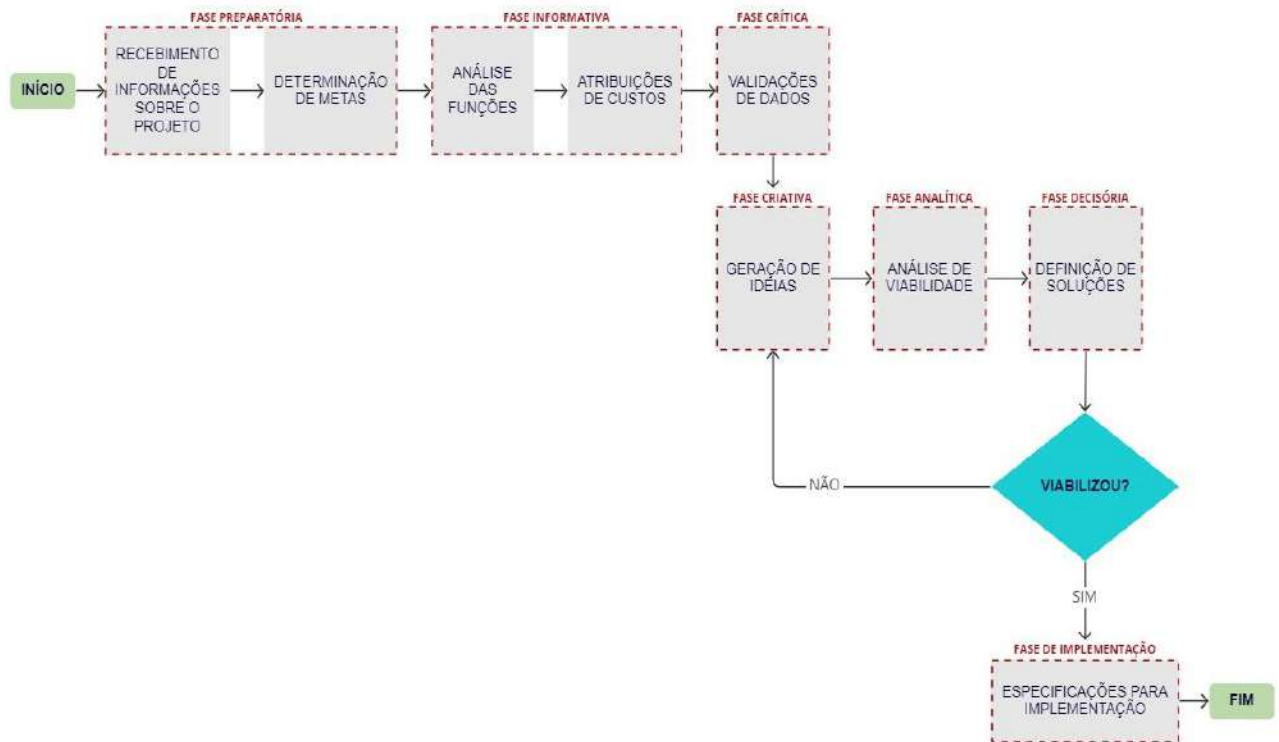 FASE PREPARATÓRIA
FASE INFORMATIVA
FASE CRÍTICA
INÍCIO
RECEBIMENTO
DE
INFORMAÇÕES
SOBRE O
PROJETO
DETERMINAÇÃO
DE METAS
ANÁLISE
DAS
FUNÇÕES
ATRIBUIÇÕES
DE CUSTOS
VALIDAÇÕES
DE DADOS
FASE CRIATIVA
FASE ANALÍTICA
FASE DECISÓRIA
GERAÇÃO DE
IDÉIAS
ANÁLISE DE
VIABILIDADE
DEFINIÇÃO DE
SOLUÇÕES
VIABILIZOU?
NÃO
SIM
FASE DE IMPLEMENTAÇÃO
ESPECIFICAÇÕES PARA
IMPLEMENTAÇÃO
FIM